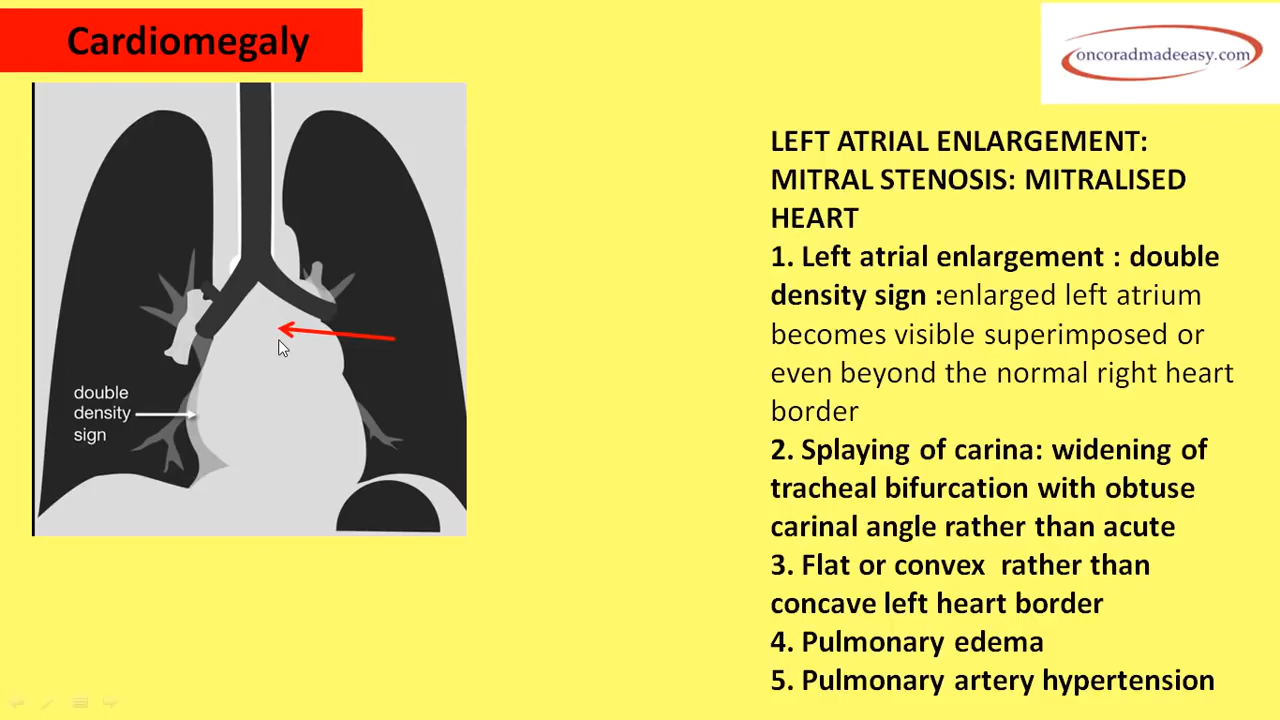 Cardiomegaly
oncoradmadeeasy.com
double
density
sign
LEFT ATRIAL ENLARGEMENT:
MITRAL STENOSIS: MITRALISED
HEART
1. Left atrial enlargement : double
density sign :enlarged left atrium
becomes visible superimposed or
even beyond the normal right heart
border
2. Splaying of carina: widening of
tracheal bifurcation with obtuse
carinal angle rather than acute
3. Flat or convex  rather than
concave left heart border
4. Pulmonary edema
5. Pulmonary artery hypertension